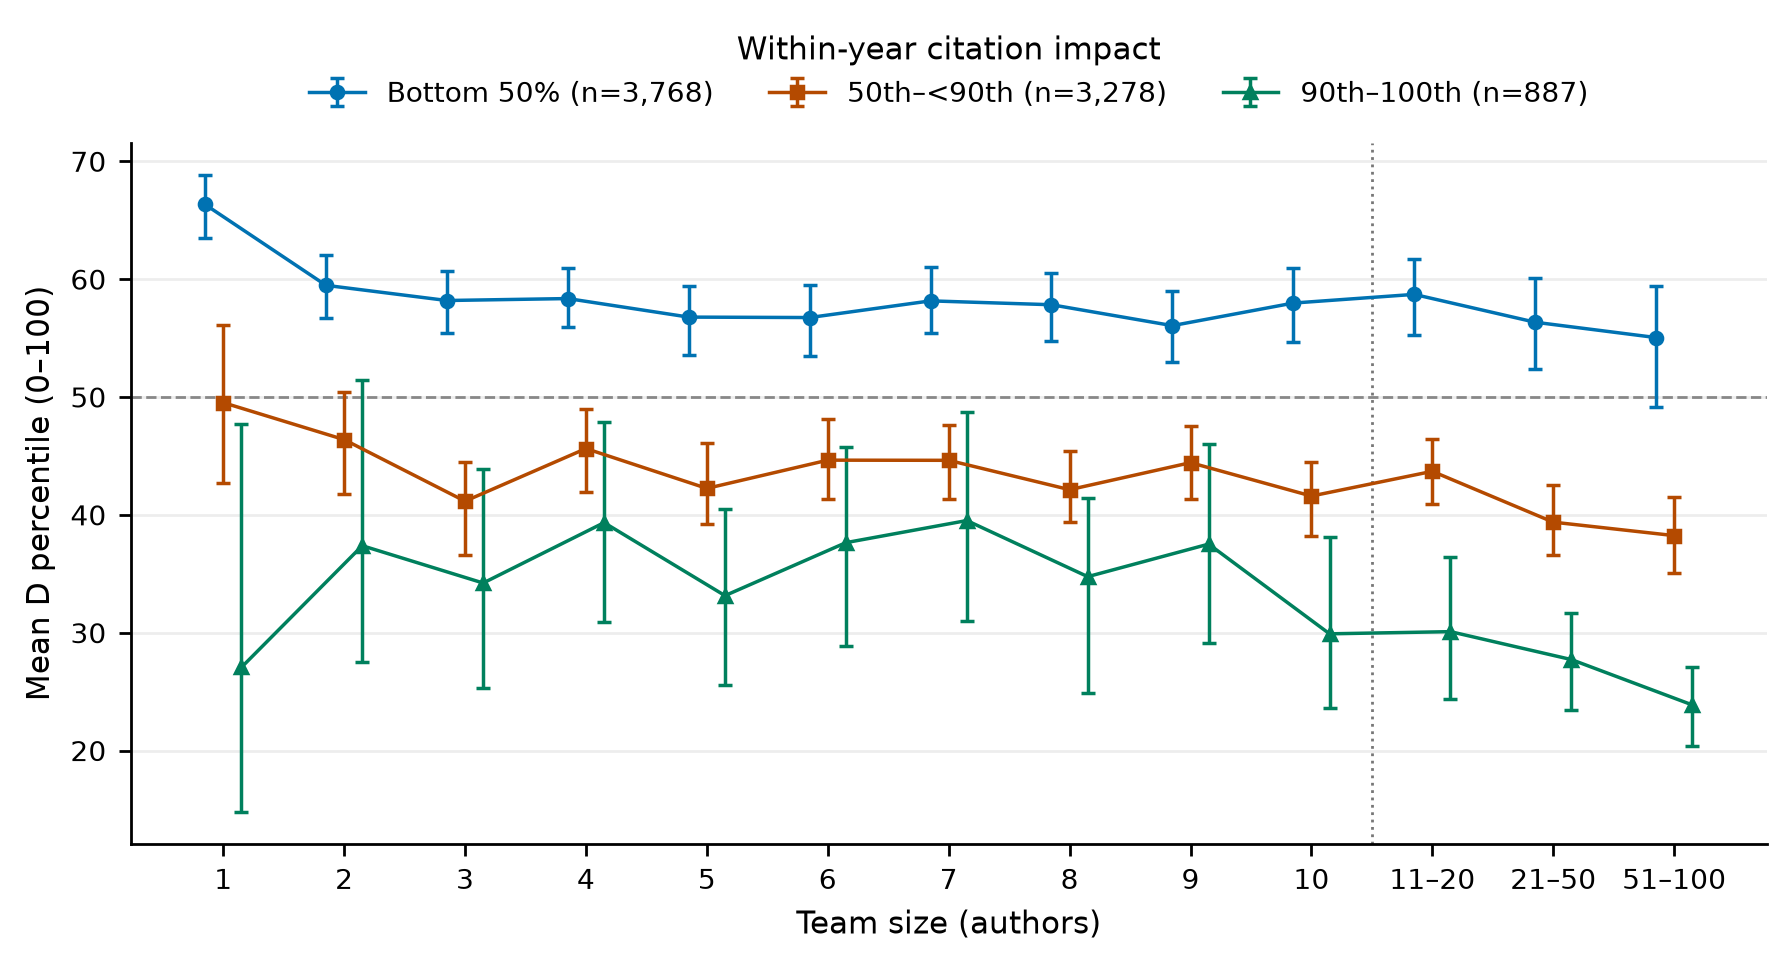 Within-year citation impact
Bottom 50% (n=3,768) 50th–<90th (n=3,278) 90th–100th (n=887)
Mean D percentile (0–100)
70
60
50
40
30
20
1 2 3 4 5 6 7 8 9 10 11–20 21–50 51–100
Team size (authors)